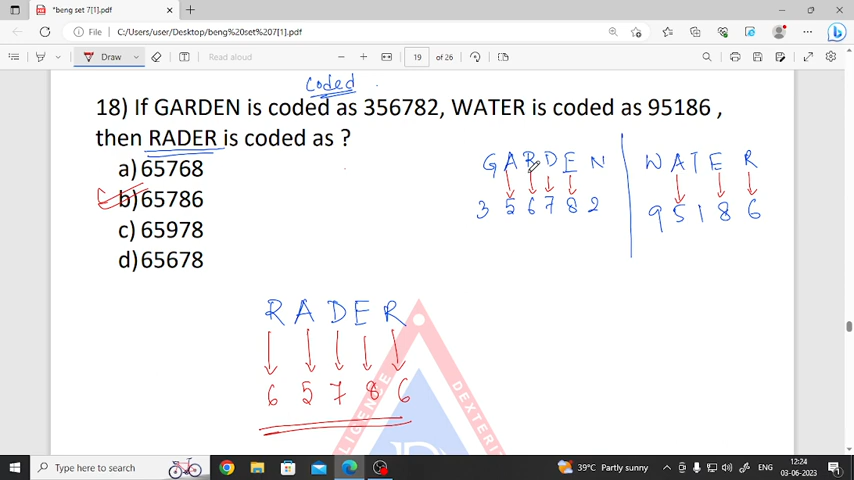 *beng set 7[1].pdf
File
C:/Users/user/Desktop/beng%20set%207[1].pdf
Draw
Read aloud
19 of 26
coded
18) If GARDEN is coded as 356782, WATER is coded as 95186 ,
then RADER is coded as ?
a) 65768
b) 65786
c) 65978
d) 65678
G A R D E N
3 5 6 7 8 2
W A T E R
9 5 1 8 6
R A D E R
6 5 7 8 6
LIGENCE
DEXTERITY
Type here to search
39°C Partly sunny
ENG
12:24
03-06-2023